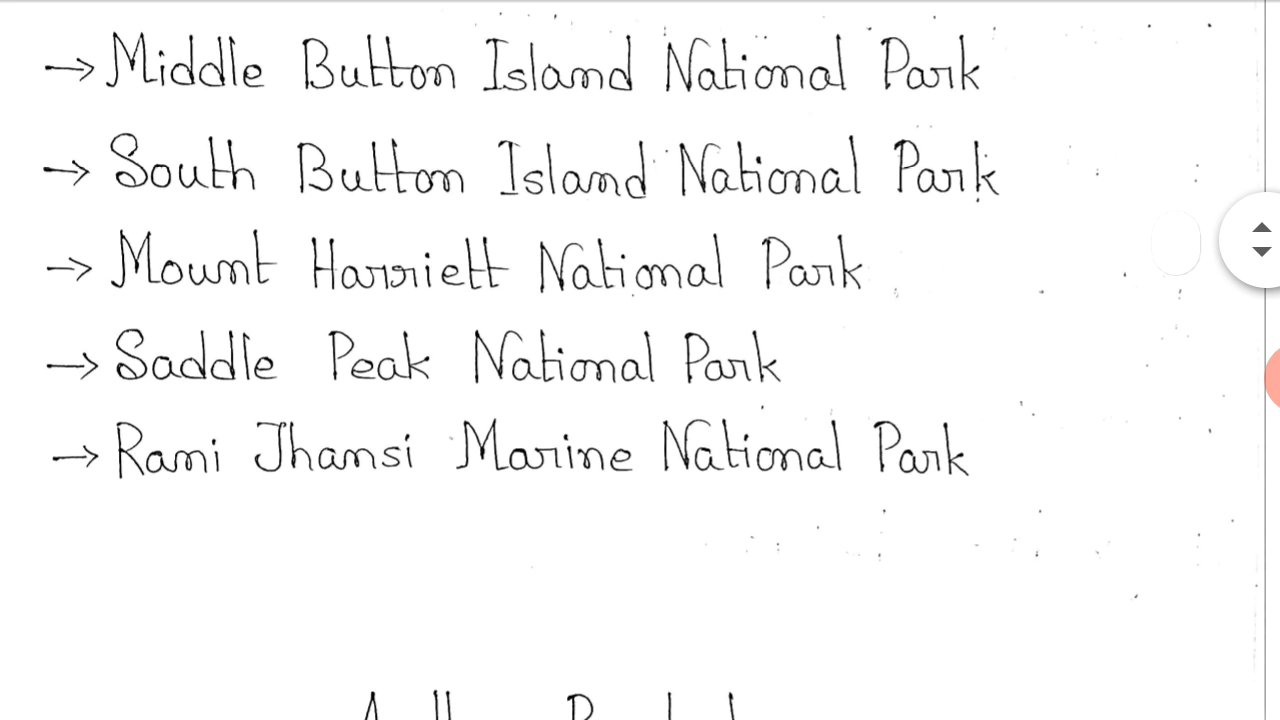 → Middle Button Island National Park
→ South Button Island National Park
→ Mount Harriett National Park
→ Saddle Peak National Park
→ Rani Jhansi Marine National Park